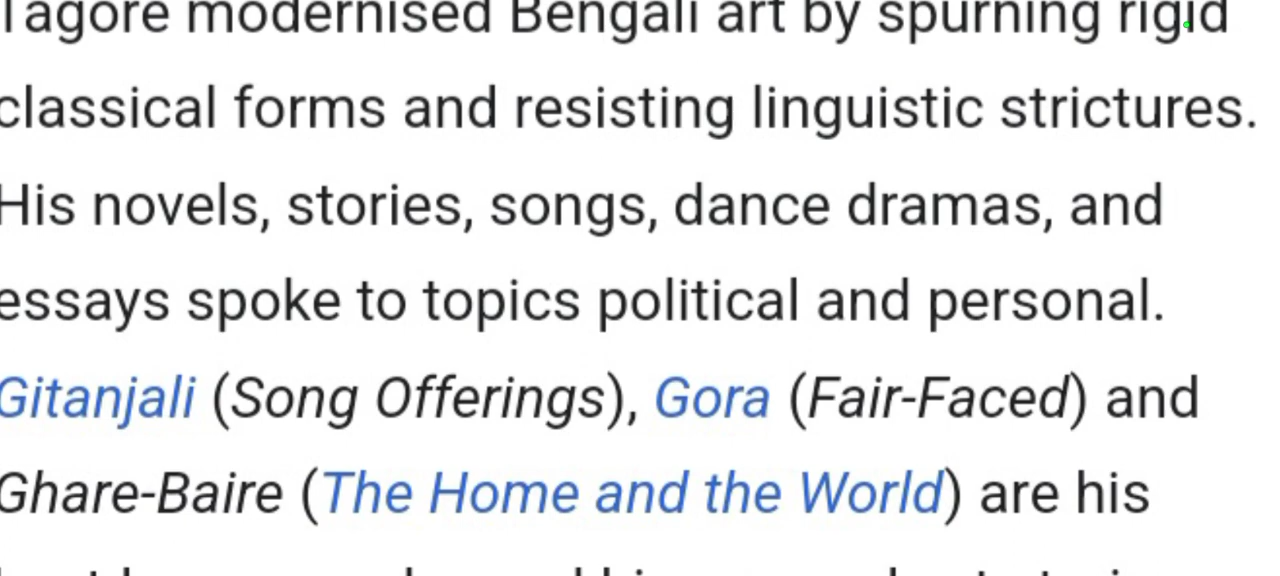 Tagore modernised Bengali art by spurning rigid
classical forms and resisting linguistic strictures.
His novels, stories, songs, dance dramas, and
essays spoke to topics political and personal.
Gitanjali (Song Offerings), Gora (Fair-Faced) and
Ghare-Baire (The Home and the World) are his